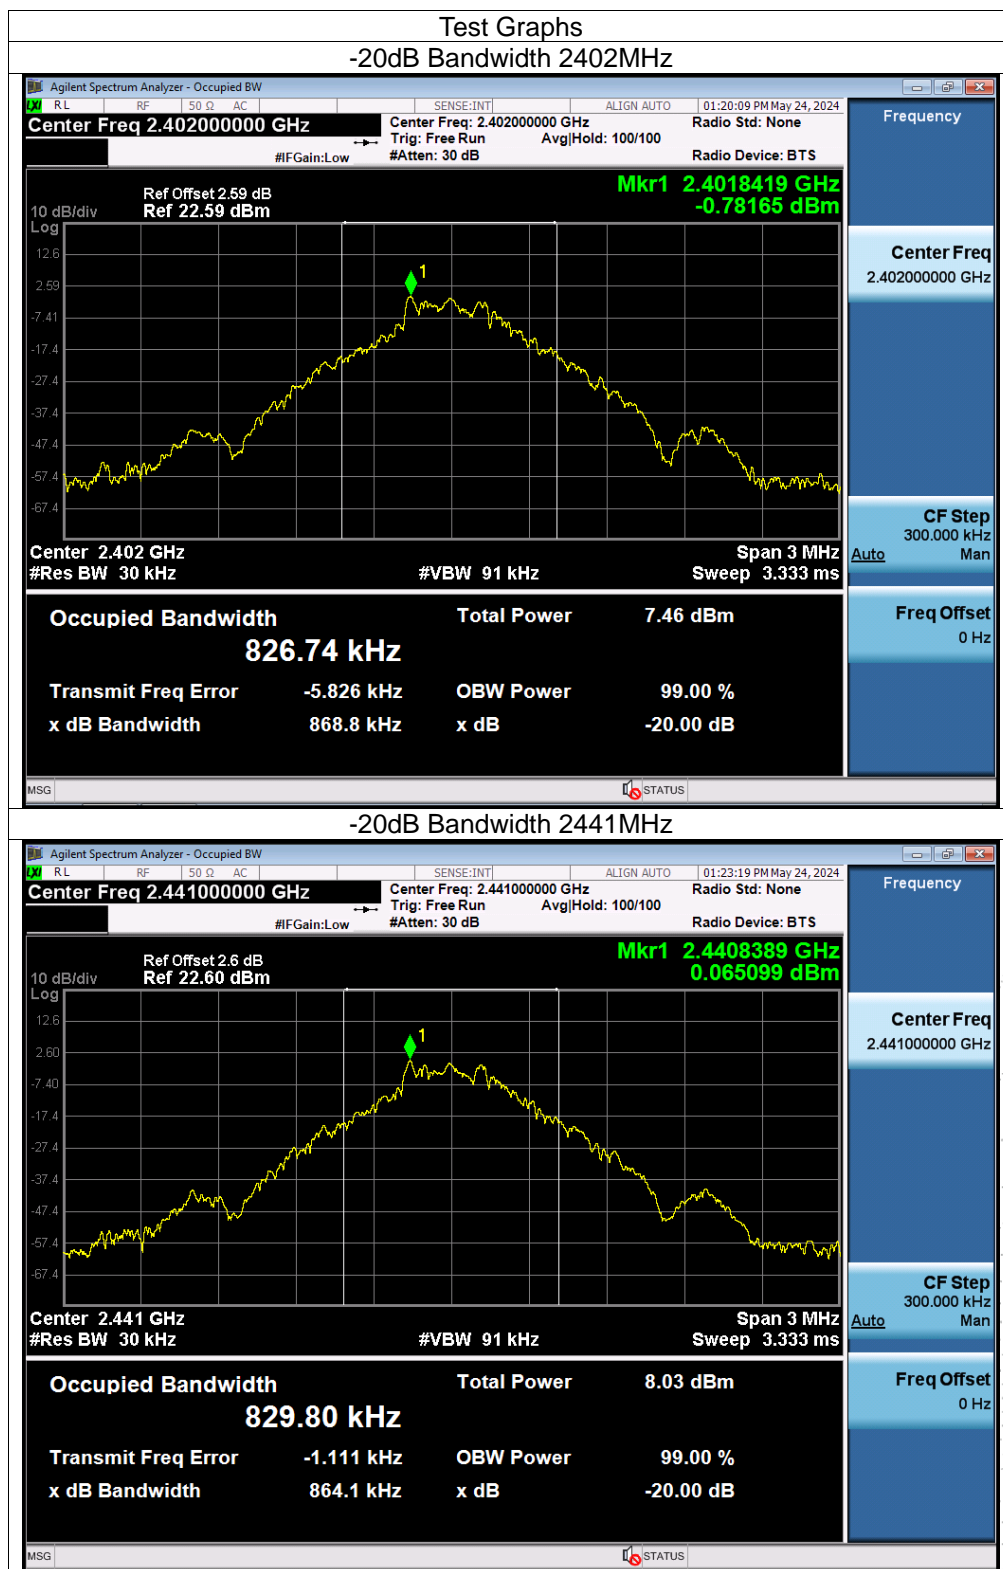 Test Graphs
-20dB Bandwidth 2402MHz
Agilent Spectrum Analyzer - Occupied BW
LXI RL RF 50 Ω AC SENSE:INT ALIGN AUTO 01:20:09 PM May 24, 2024
Center Freq 2.402000000 GHz
Center Freq: 2.402000000 GHz
Radio Std: None
Trig: Free Run Avg|Hold: 100/100
#IFGain:Low #Atten: 30 dB
Radio Device: BTS
Frequency
Mkr1 2.4018419 GHz
-0.78165 dBm
Ref Offset 2.59 dB
10 dB/div Ref 22.59 dBm
Log
12.6
2.59
-7.41
-17.4
-27.4
-37.4
-47.4
-57.4
-67.4
1
Center Freq
2.402000000 GHz
Center 2.402 GHz
Span 3 MHz
#Res BW 30 kHz
#VBW 91 kHz
Sweep 3.333 ms
CF Step
300.000 kHz
Auto Man
Freq Offset
0 Hz
Occupied Bandwidth
826.74 kHz
Total Power 7.46 dBm
Transmit Freq Error -5.826 kHz OBW Power 99.00 %
x dB Bandwidth 868.8 kHz x dB -20.00 dB
MSG STATUS
-20dB Bandwidth 2441MHz
Agilent Spectrum Analyzer - Occupied BW
LXI RL RF 50 Ω AC SENSE:INT ALIGN AUTO 01:23:19 PM May 24, 2024
Center Freq 2.441000000 GHz
Center Freq: 2.441000000 GHz
Radio Std: None
Trig: Free Run Avg|Hold: 100/100
#IFGain:Low #Atten: 30 dB
Radio Device: BTS
Frequency
Mkr1 2.4408389 GHz
0.065099 dBm
Ref Offset 2.6 dB
10 dB/div Ref 22.60 dBm
Log
12.6
2.60
-7.40
-17.4
-27.4
-37.4
-47.4
-57.4
-67.4
1
Center Freq
2.441000000 GHz
Center 2.441 GHz
Span 3 MHz
#Res BW 30 kHz
#VBW 91 kHz
Sweep 3.333 ms
CF Step
300.000 kHz
Auto Man
Freq Offset
0 Hz
Occupied Bandwidth
829.80 kHz
Total Power 8.03 dBm
Transmit Freq Error -1.111 kHz OBW Power 99.00 %
x dB Bandwidth 864.1 kHz x dB -20.00 dB
MSG STATUS